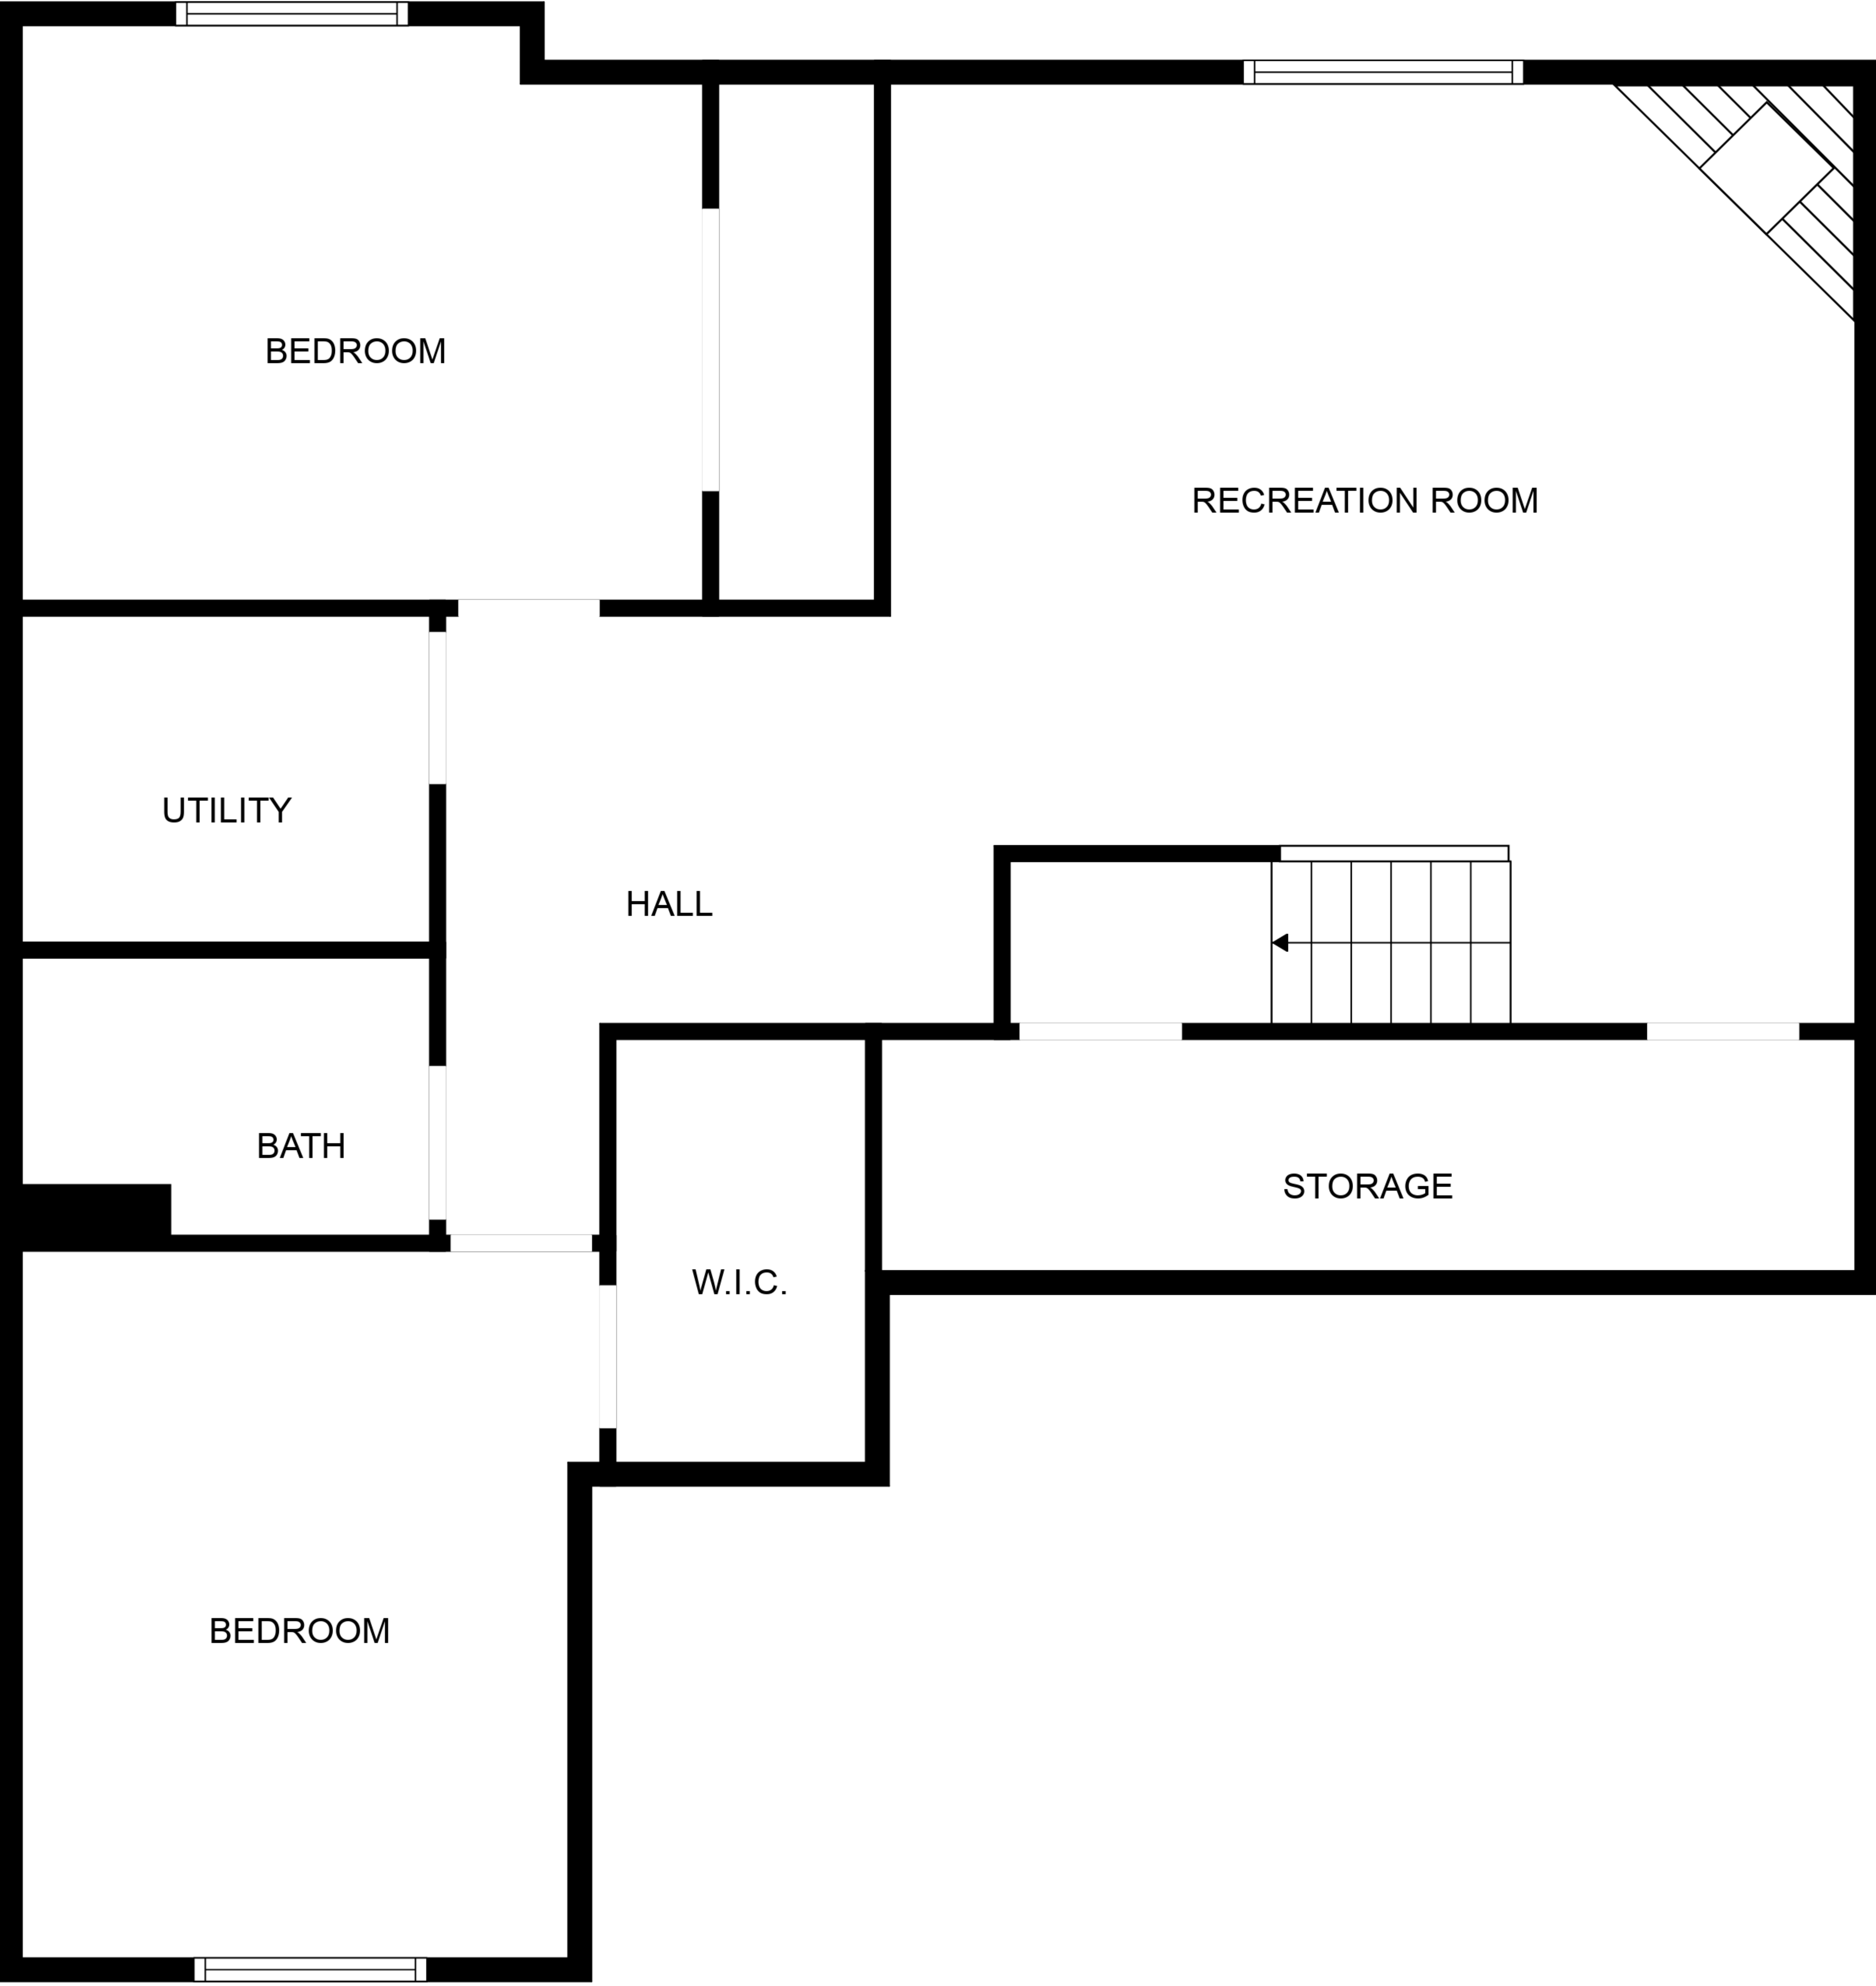 BEDROOM
RECREATION ROOM
UTILITY
HALL
BATH
STORAGE
W.I.C.
BEDROOM